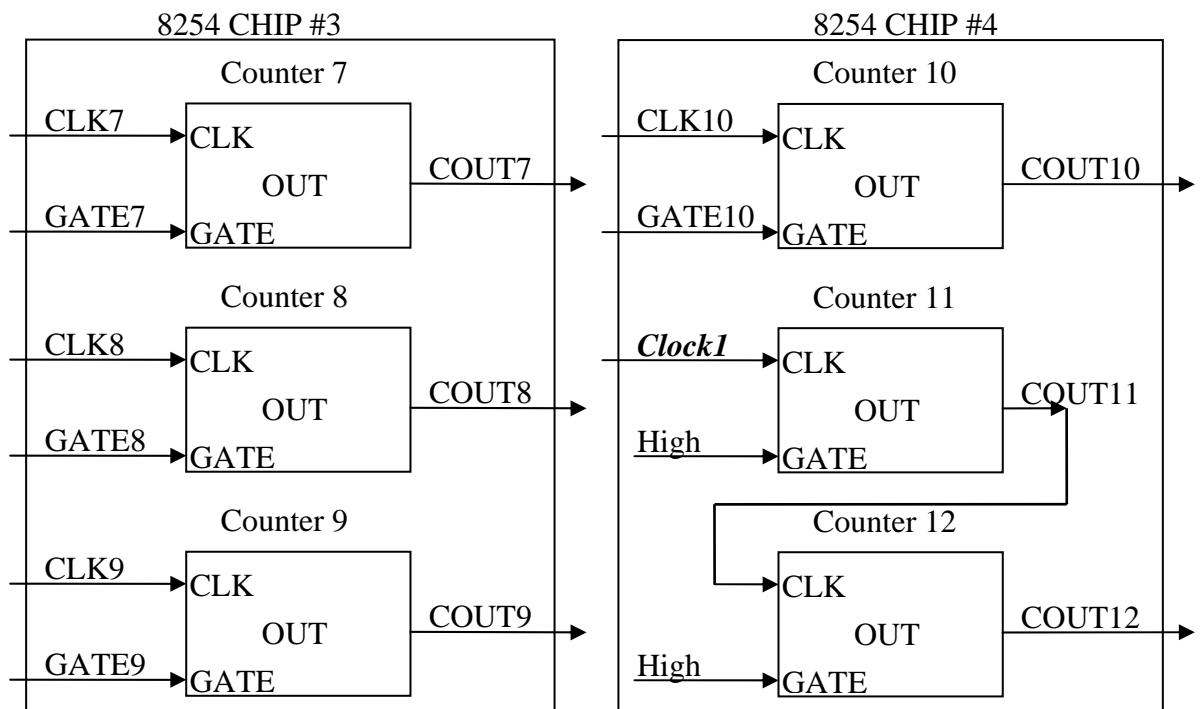 8254 CHIP #3
Counter 7
CLK7
CLK
COUT7
OUT
GATE7
GATE
Counter 8
CLK8
CLK
COUT8
OUT
GATE8
GATE
Counter 9
CLK9
CLK
COUT9
OUT
GATE9
GATE
8254 CHIP #4
Counter 10
CLK10
CLK
COUT10
OUT
GATE10
GATE
Counter 11
Clock1
CLK
COUT11
OUT
High
GATE
Counter 12
CLK
COUT12
OUT
High
GATE